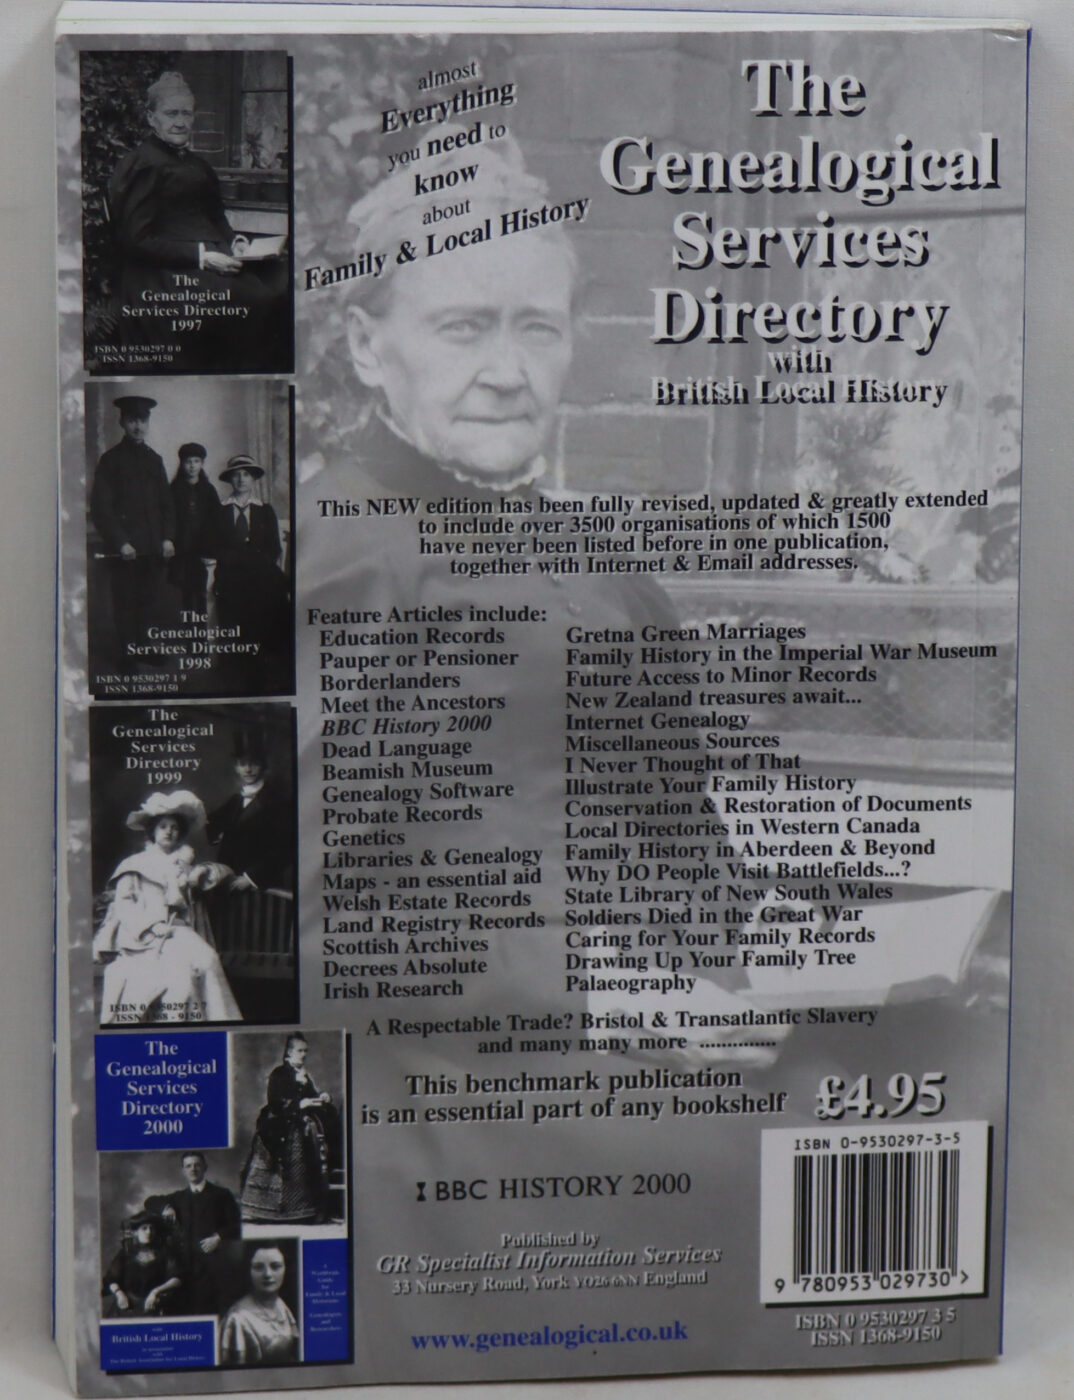 almost
Everything
you need to
know
about
Family & Local History
The
Genealogical
Services
Directory
with
British Local History
The
Genealogical
Services Directory
1997
ISBN 0 9530297 0 0
ISSN 1368-9150
The
Genealogical
Services Directory
1998
ISBN 0 9530297 1 9
ISSN 1368-9150
The
Genealogical
Services
Directory
1999
ISBN 0 9530297 2 7
ISSN 1368 - 9150
The
Genealogical
Services
Directory
2000
British Local History
This NEW edition has been fully revised, updated & greatly extended
to include over 3500 organisations of which 1500
have never been listed before in one publication,
together with Internet & Email addresses.
Feature Articles include:
Education Records
Pauper or Pensioner
Borderlanders
Meet the Ancestors
BBC History 2000
Dead Language
Beamish Museum
Genealogy Software
Probate Records
Genetics
Libraries & Genealogy
Maps - an essential aid
Welsh Estate Records
Land Registry Records
Scottish Archives
Decrees Absolute
Irish Research
Gretna Green Marriages
Family History in the Imperial War Museum
Future Access to Minor Records
New Zealand treasures await...
Internet Genealogy
Miscellaneous Sources
I Never Thought of That
Illustrate Your Family History
Conservation & Restoration of Documents
Local Directories in Western Canada
Family History in Aberdeen & Beyond
Why DO People Visit Battlefields...?
State Library of New South Wales
Soldiers Died in the Great War
Caring for Your Family Records
Drawing Up Your Family Tree
Palaeography
A Respectable Trade? Bristol & Transatlantic Slavery
and many many more ..............
This benchmark publication
is an essential part of any bookshelf
£4.95
BBC HISTORY 2000
Published by
GR Specialist Information Services
33 Nursery Road, York YO26 6NN England
www.genealogical.co.uk
ISBN 0-9530297-3-5
9 780953 029730 >
ISBN 0 9530297 3 5
ISSN 1368-9150